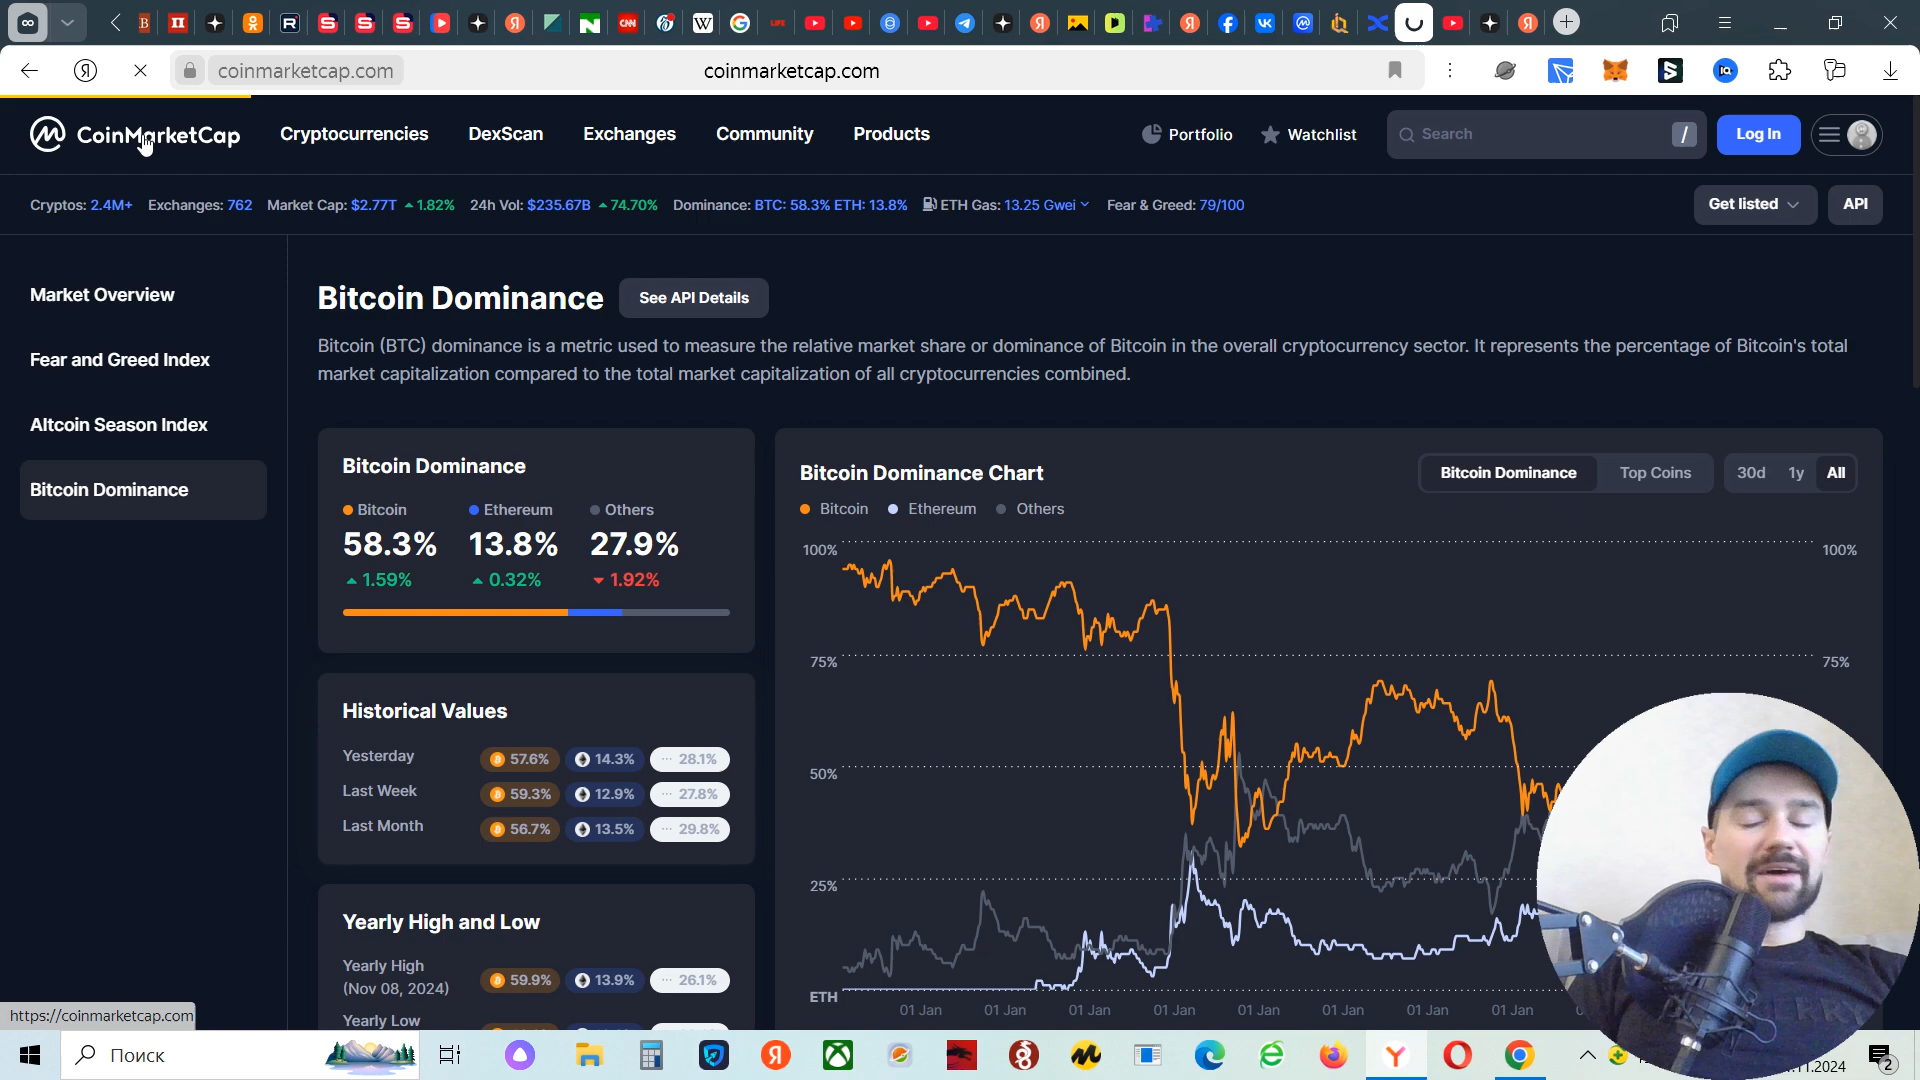 coinmarketcap.com
coinmarketcap.com
CoinMarketCap
Cryptocurrencies
DexScan
Exchanges
Community
Products
Portfolio
Watchlist
Search
/
Log In
Cryptos: 2.4M+
Exchanges: 762
Market Cap: $2.77T 1.82%
24h Vol: $235.67B 74.70%
Dominance: BTC: 58.3% ETH: 13.8%
ETH Gas: 13.25 Gwei
Fear & Greed: 79/100
Get listed
API
Market Overview
Fear and Greed Index
Altcoin Season Index
Bitcoin Dominance
Bitcoin Dominance
See API Details
Bitcoin (BTC) dominance is a metric used to measure the relative market share or dominance of Bitcoin in the overall cryptocurrency sector. It represents the percentage of Bitcoin's total
market capitalization compared to the total market capitalization of all cryptocurrencies combined.
Bitcoin Dominance
Bitcoin Ethereum Others
58.3% 13.8% 27.9%
1.59% 0.32% 1.92%
Historical Values
Yesterday 57.6% 14.3% 28.1%
Last Week 59.3% 12.9% 27.8%
Last Month 56.7% 13.5% 29.8%
Yearly High and Low
Yearly High
(Nov 08, 2024) 59.9% 13.9% 26.1%
Yearly Low
Bitcoin Dominance Chart
Bitcoin Dominance
Top Coins
30d 1y All
Bitcoin Ethereum Others
100% 100%
75% 75%
50%
25%
ETH
01 Jan 01 Jan 01 Jan 01 Jan 01 Jan 01 Jan 01 Jan 01 Jan
https://coinmarketcap.com
Поиск
.11.2024
2